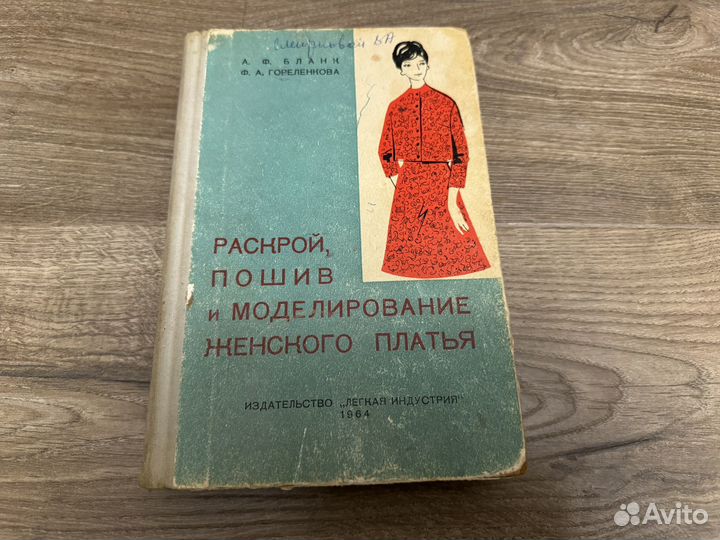 А. Ф. БЛАНК
Ф. А. ГОРЕЛЕНКОВА
РАСКРОЙ,
ПОШИВ
и МОДЕЛИРОВАНИЕ
ЖЕНСКОГО ПЛАТЬЯ
ИЗДАТЕЛЬСТВО „ЛЕГКАЯ ИНДУСТРИЯ"
1964
Avito